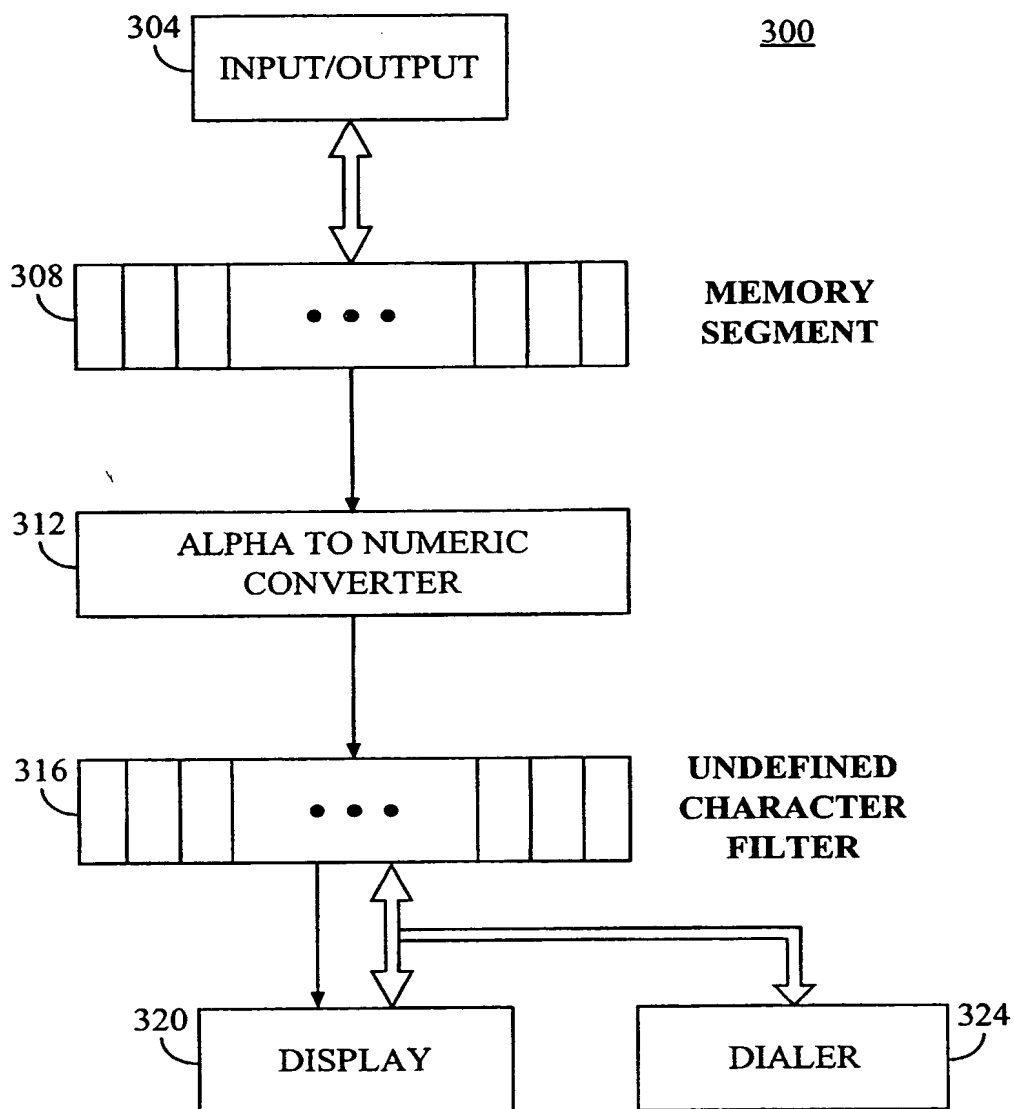 304
INPUT/OUTPUT
300
308
• • •
MEMORY
SEGMENT
312
ALPHA TO NUMERIC
CONVERTER
316
• • •
UNDEFINED
CHARACTER
FILTER
320
DISPLAY
DIALER
324